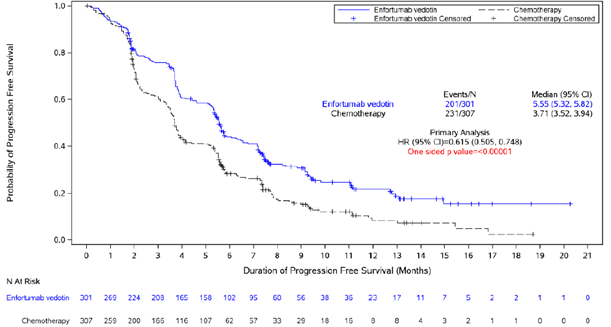 Enfortumab vedotin Chemotherapy
Enfortumab vedotin Censored Chemotherapy Censored
Probability of Progression Free Survival
1.0
0.8
0.6
0.4
0.2
0.0
Events/N Median (95% CI)
Enfortumab vedotin 201/301 5.55 (5.32, 5.82)
Chemotherapy 231/307 3.71 (3.52, 3.94)
Primary Analysis
HR (95% CI)=0.615 (0.505, 0.748)
One sided p value=<0.00001
0 1 2 3 4 5 6 7 8 9 10 11 12 13 14 15 16 17 18 19 20 21
Duration of Progression Free Survival (Months)
N At Risk
Enfortumab vedotin 301 269 224 208 165 158 102 95 60 56 38 36 23 17 11 7 5 2 2 1 1 0
Chemotherapy 307 259 200 166 116 107 62 57 33 29 18 16 8 8 4 3 2 1 1 0 0